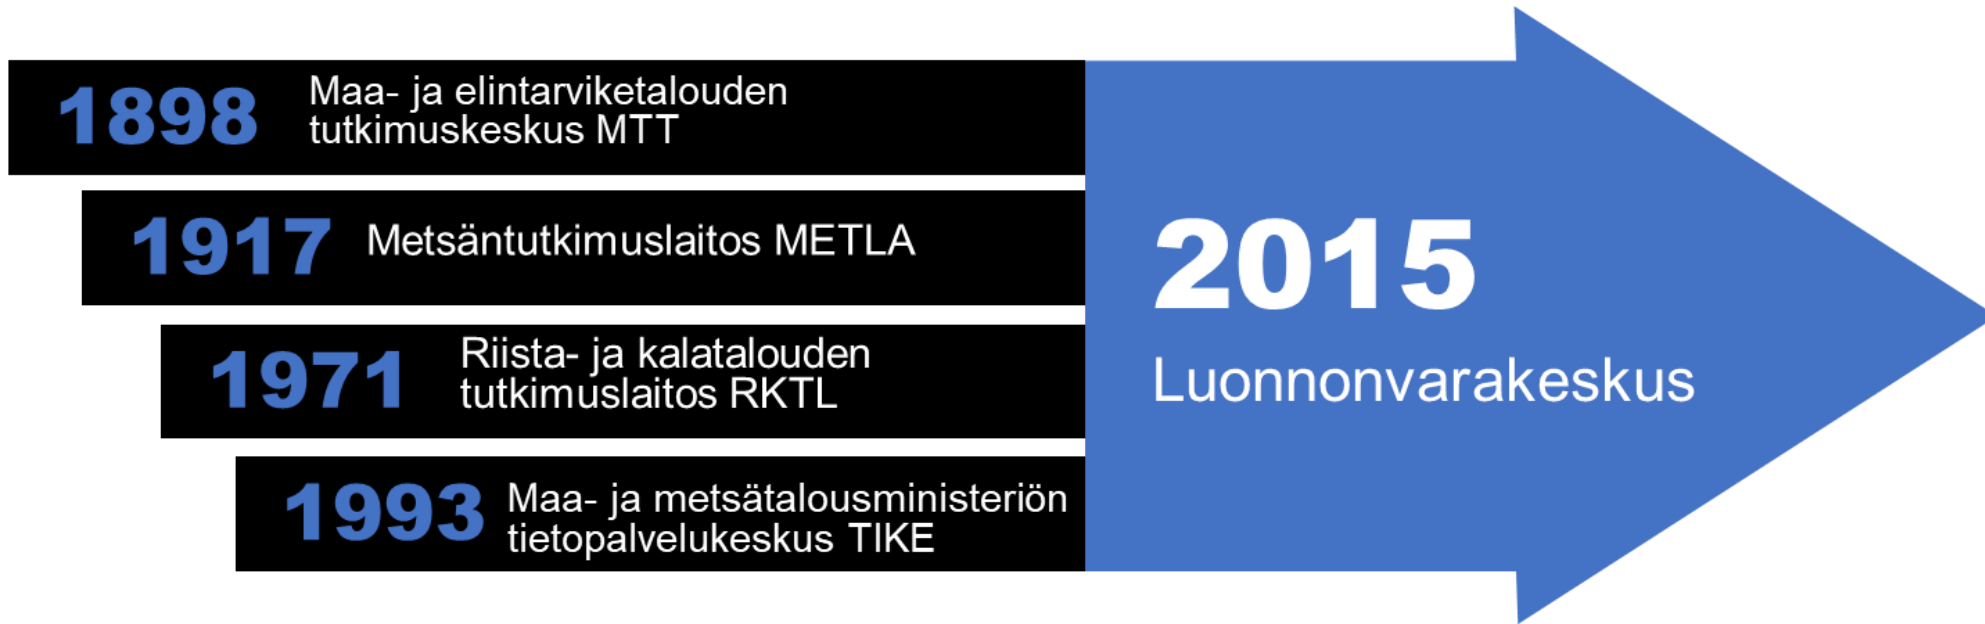 1898
Maa- ja elintarviketalouden
tutkimuskeskus MTT
1917
Metsäntutkimuslaitos METLA
1971
Riista- ja kalatalouden
tutkimuslaitos RKTL
1993
Maa- ja metsätalousministeriön
tietopalvelukeskus TIKE
2015
Luonnonvarakeskus